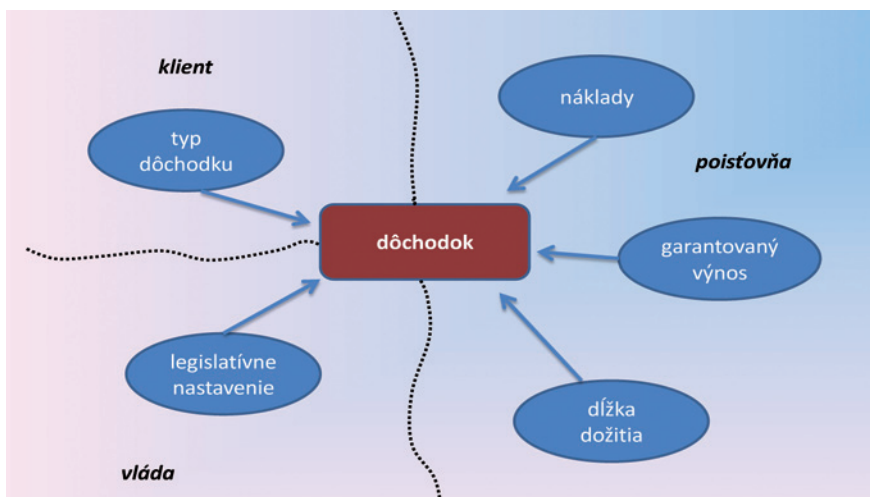 klient
typ
dôchodku
náklady
poisťovňa
dôchodok
garantovaný
výnos
legislatívne
nastavenie
dĺžka
dožitia
vláda